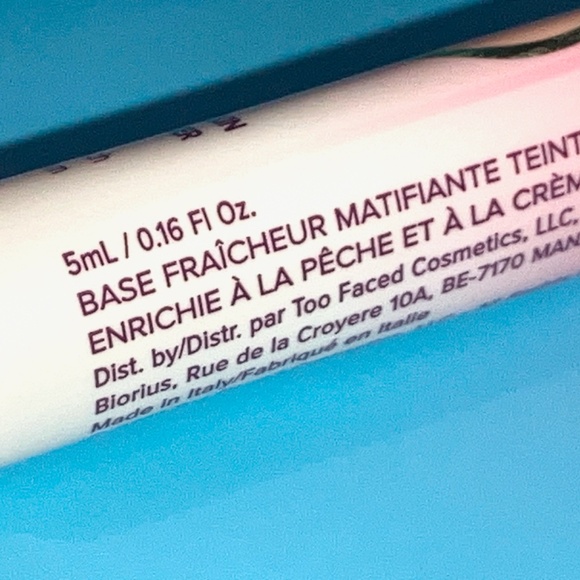 5mL / 0.16 Fl Oz.
BASE FRAÎCHEUR MATIFIANTE TEINT
ENRICHIE À LA PÊCHE ET À LA CRÈM
Dist. by/Distr. par Too Faced Cosmetics, LLC,
Biorius, Rue de la Croyere 10A, BE-7170 MAN
Made in Italy/Fabriqué en Italie